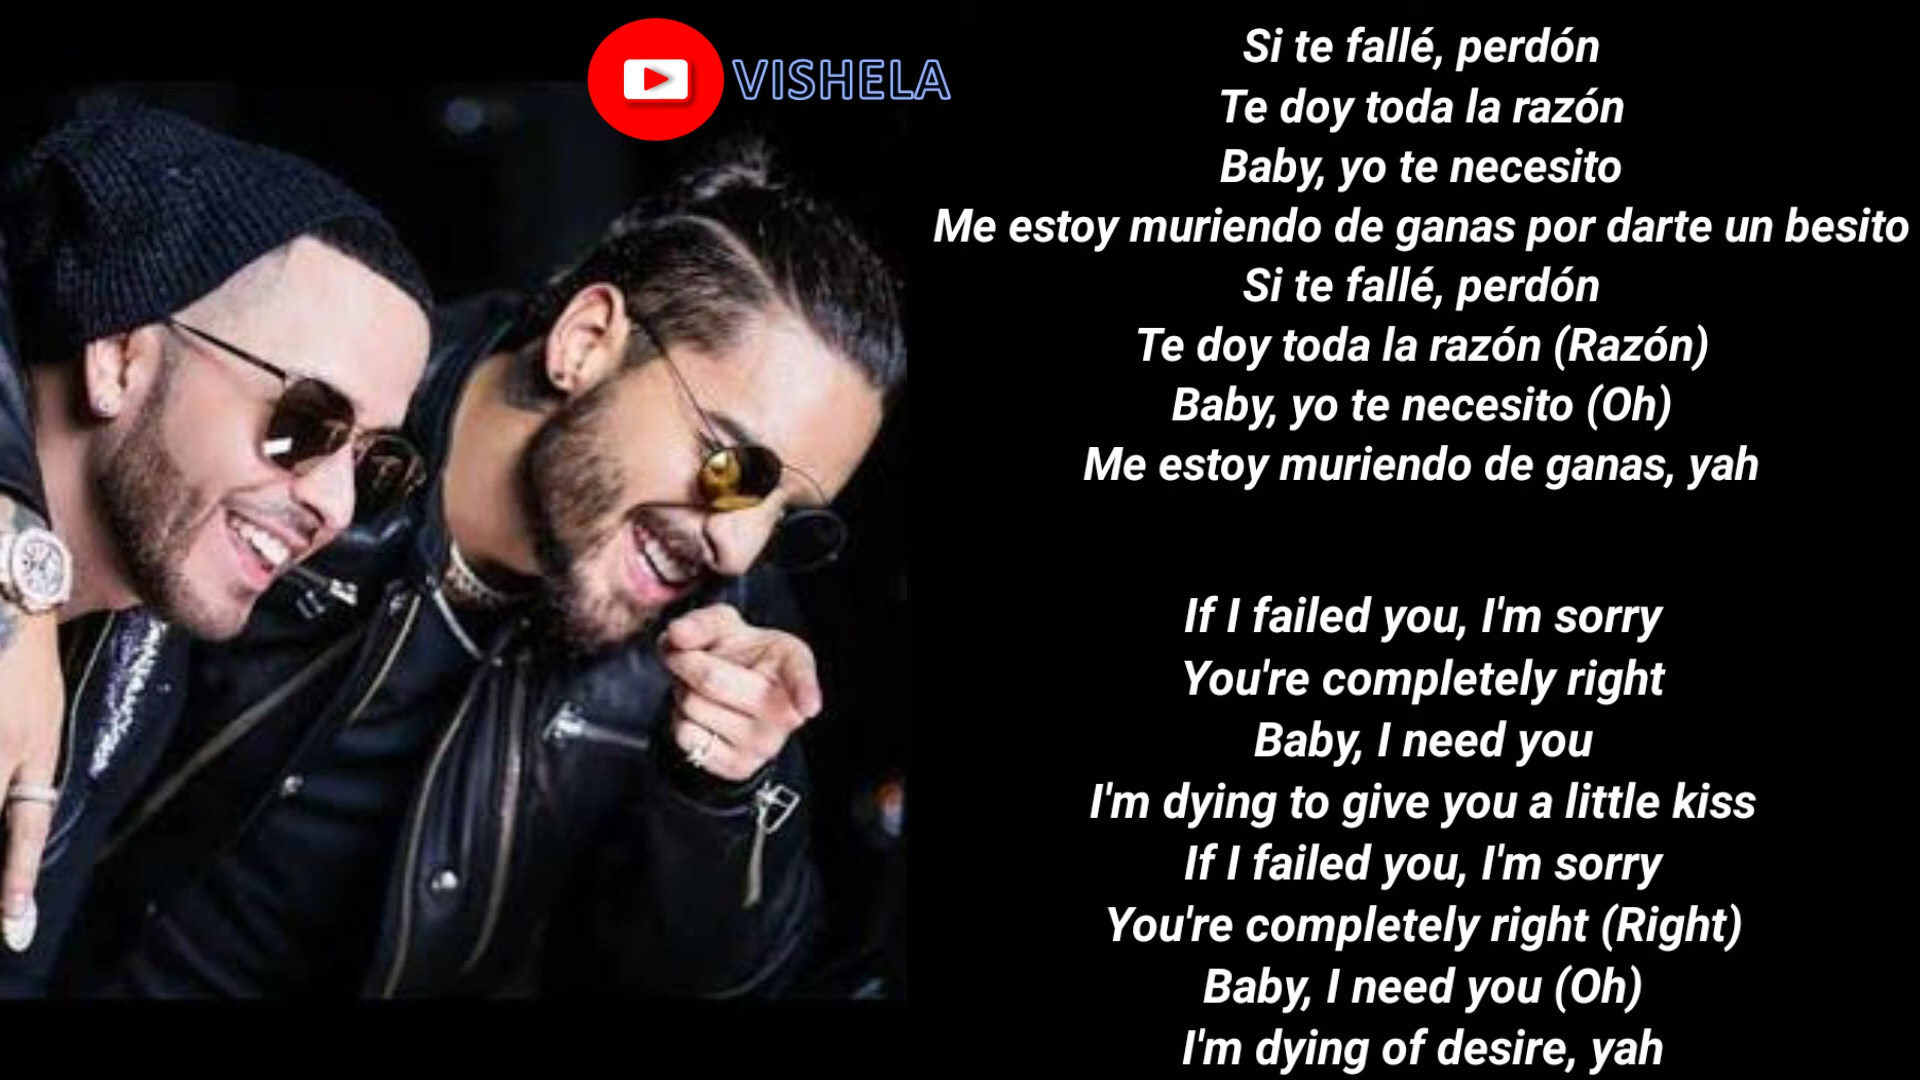 VISHELA
Si te fallé, perdón
Te doy toda la razón
Baby, yo te necesito
Me estoy muriendo de ganas por darte un besito
Si te fallé, perdón
Te doy toda la razón (Razón)
Baby, yo te necesito (Oh)
Me estoy muriendo de ganas, yah
If I failed you, I'm sorry
You're completely right
Baby, I need you
I'm dying to give you a little kiss
If I failed you, I'm sorry
You're completely right (Right)
Baby, I need you (Oh)
I'm dying of desire, yah